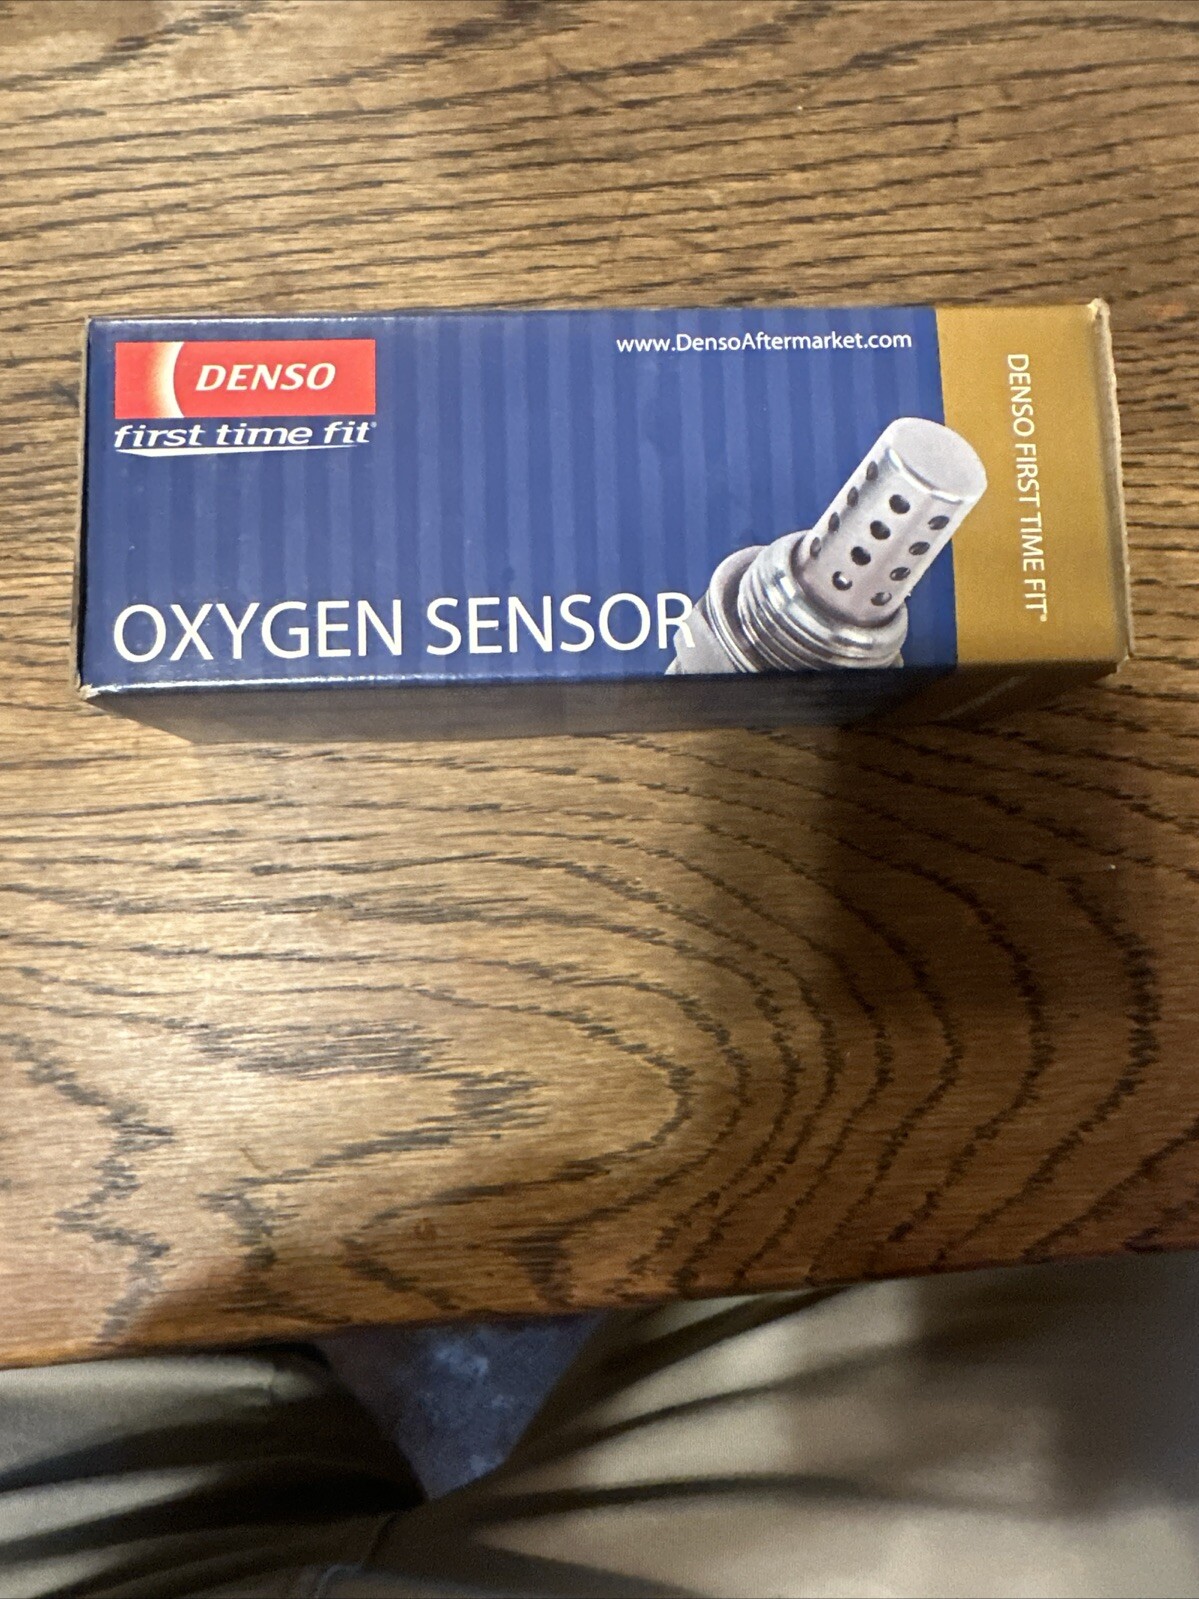 DENSO
first time fit®
www.DensoAftermarket.com
OXYGEN SENSOR
DENSO FIRST TIME FIT®